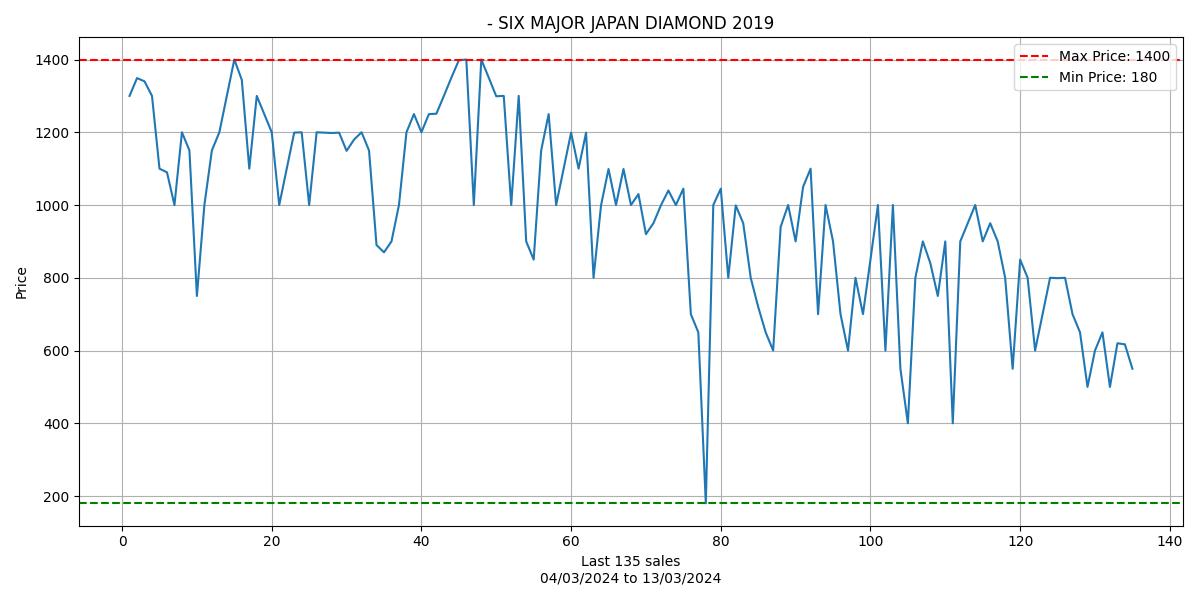 - SIX MAJOR JAPAN DIAMOND 2019
Max Price: 1400
Min Price: 180
Price
1400
1200
1000
800
600
400
200
0 20 40 60 80 100 120 140
Last 135 sales
04/03/2024 to 13/03/2024